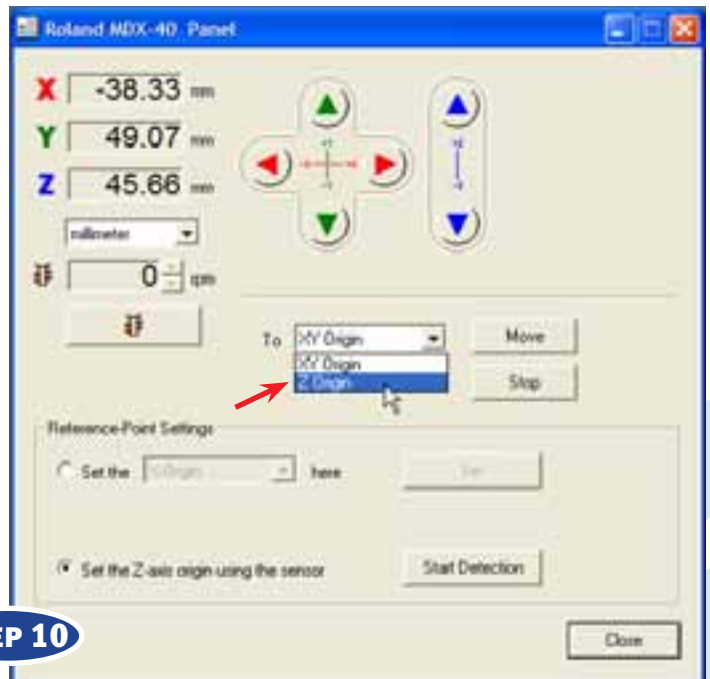 Roland MDX-40 Panel
X -38.33 mm
Y 49.07 mm
Z 45.66 mm
millimeter
0 rpm
To XY Origin Move
XY Origin
Z Origin Stop
Reference-Point Settings
Set the here
Set the Z-axis origin using the sensor Start Detection
EP 10
Close